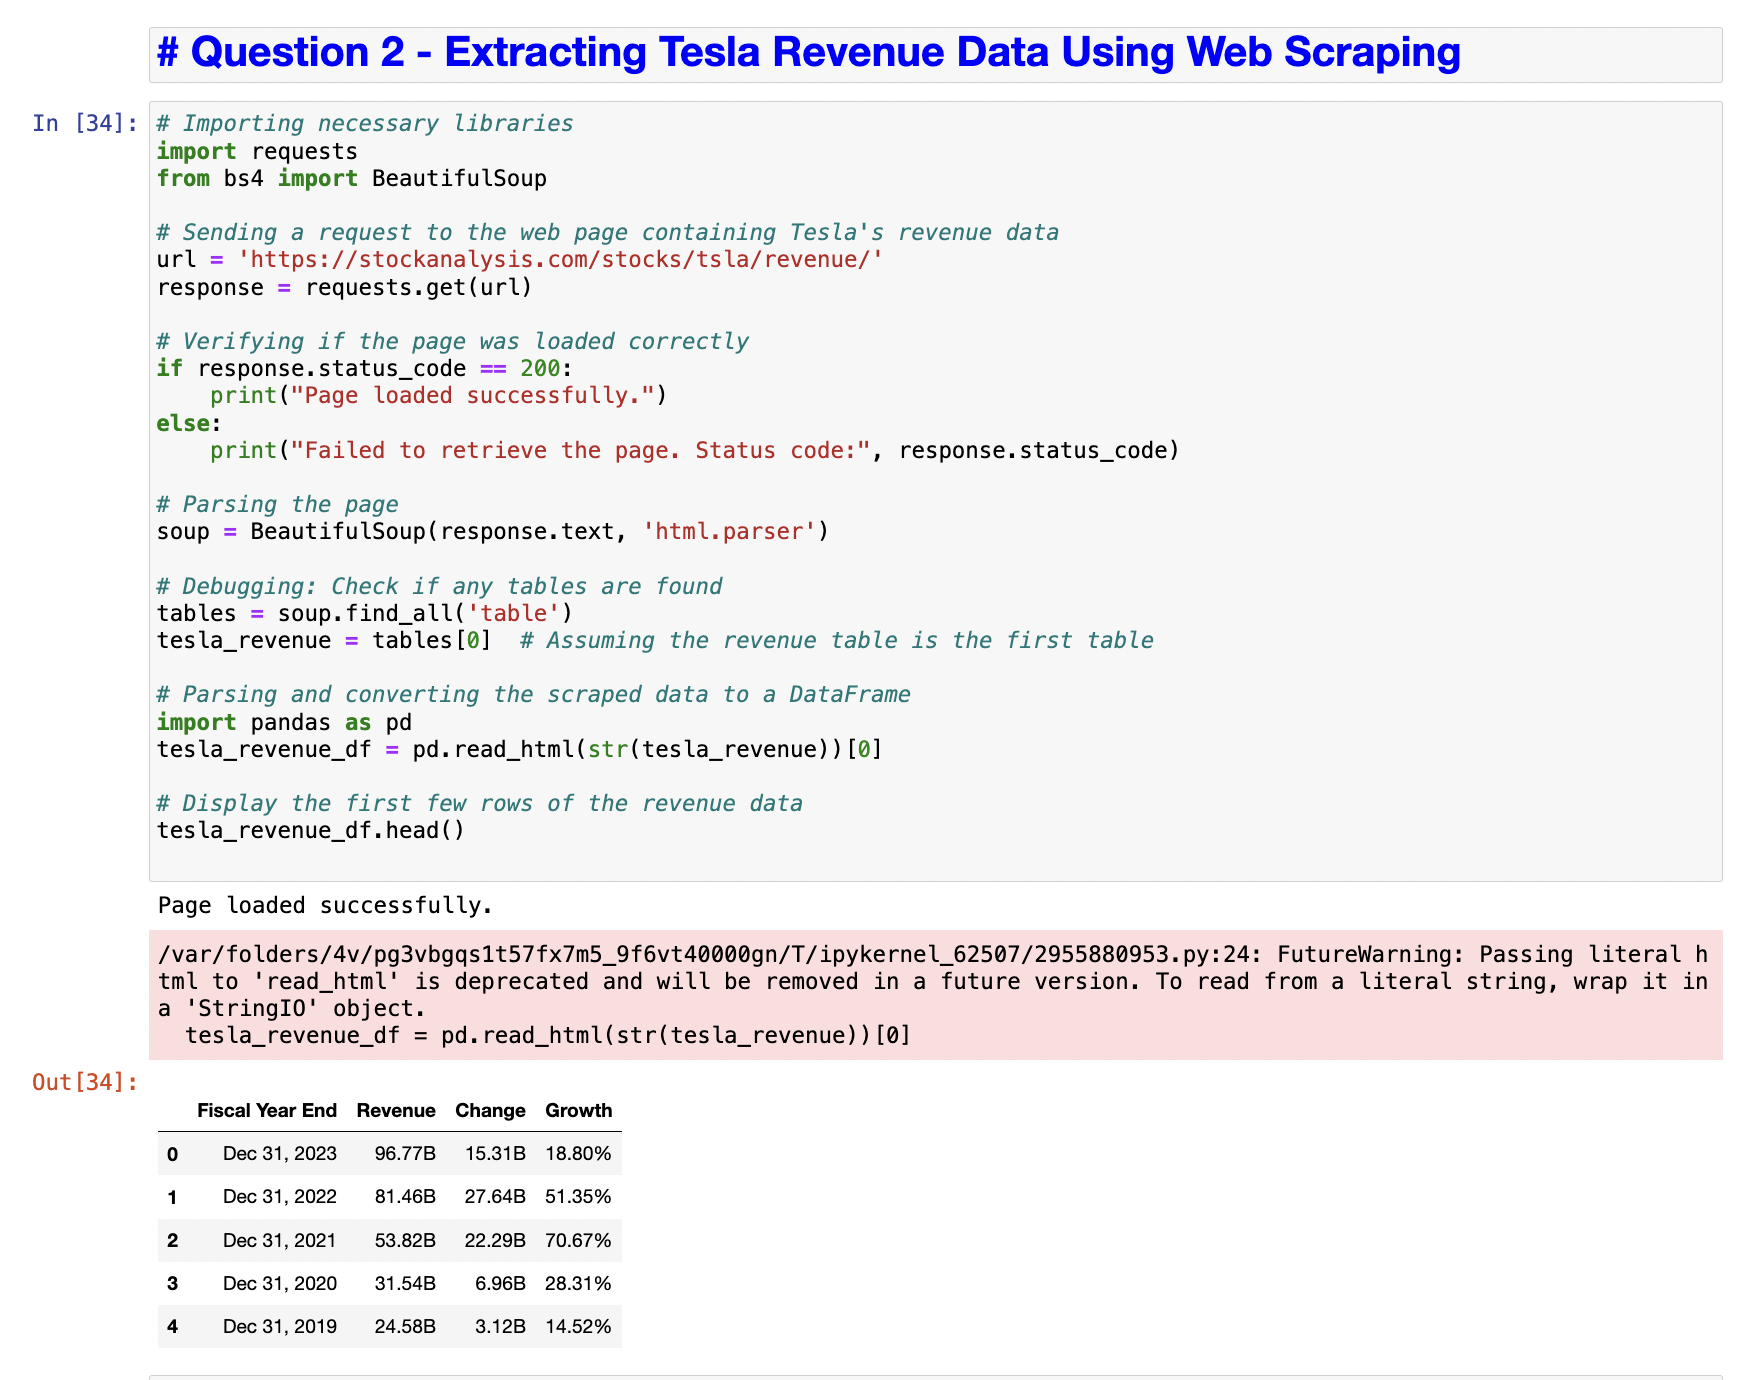 # Question 2 - Extracting Tesla Revenue Data Using Web Scraping
In [34]:
# Importing necessary libraries
import requests
from bs4 import BeautifulSoup
# Sending a request to the web page containing Tesla's revenue data
url = 'https://stockanalysis.com/stocks/tsla/revenue/'
response = requests.get(url)
# Verifying if the page was loaded correctly
if response.status_code == 200:
    print("Page loaded successfully.")
else:
    print("Failed to retrieve the page. Status code:", response.status_code)
# Parsing the page
soup = BeautifulSoup(response.text, 'html.parser')
# Debugging: Check if any tables are found
tables = soup.find_all('table')
tesla_revenue = tables[0]  # Assuming the revenue table is the first table
# Parsing and converting the scraped data to a DataFrame
import pandas as pd
tesla_revenue_df = pd.read_html(str(tesla_revenue))[0]
# Display the first few rows of the revenue data
tesla_revenue_df.head()
Page loaded successfully.
/var/folders/4v/pg3vbgqs1t57fx7m5_9f6vt40000gn/T/ipykernel_62507/2955880953.py:24: FutureWarning: Passing literal h
tml to 'read_html' is deprecated and will be removed in a future version. To read from a literal string, wrap it in
a 'StringIO' object.
  tesla_revenue_df = pd.read_html(str(tesla_revenue))[0]
Out[34]:
Fiscal Year End Revenue Change Growth
0 Dec 31, 2023 96.77B 15.31B 18.80%
1 Dec 31, 2022 81.46B 27.64B 51.35%
2 Dec 31, 2021 53.82B 22.29B 70.67%
3 Dec 31, 2020 31.54B 6.96B 28.31%
4 Dec 31, 2019 24.58B 3.12B 14.52%